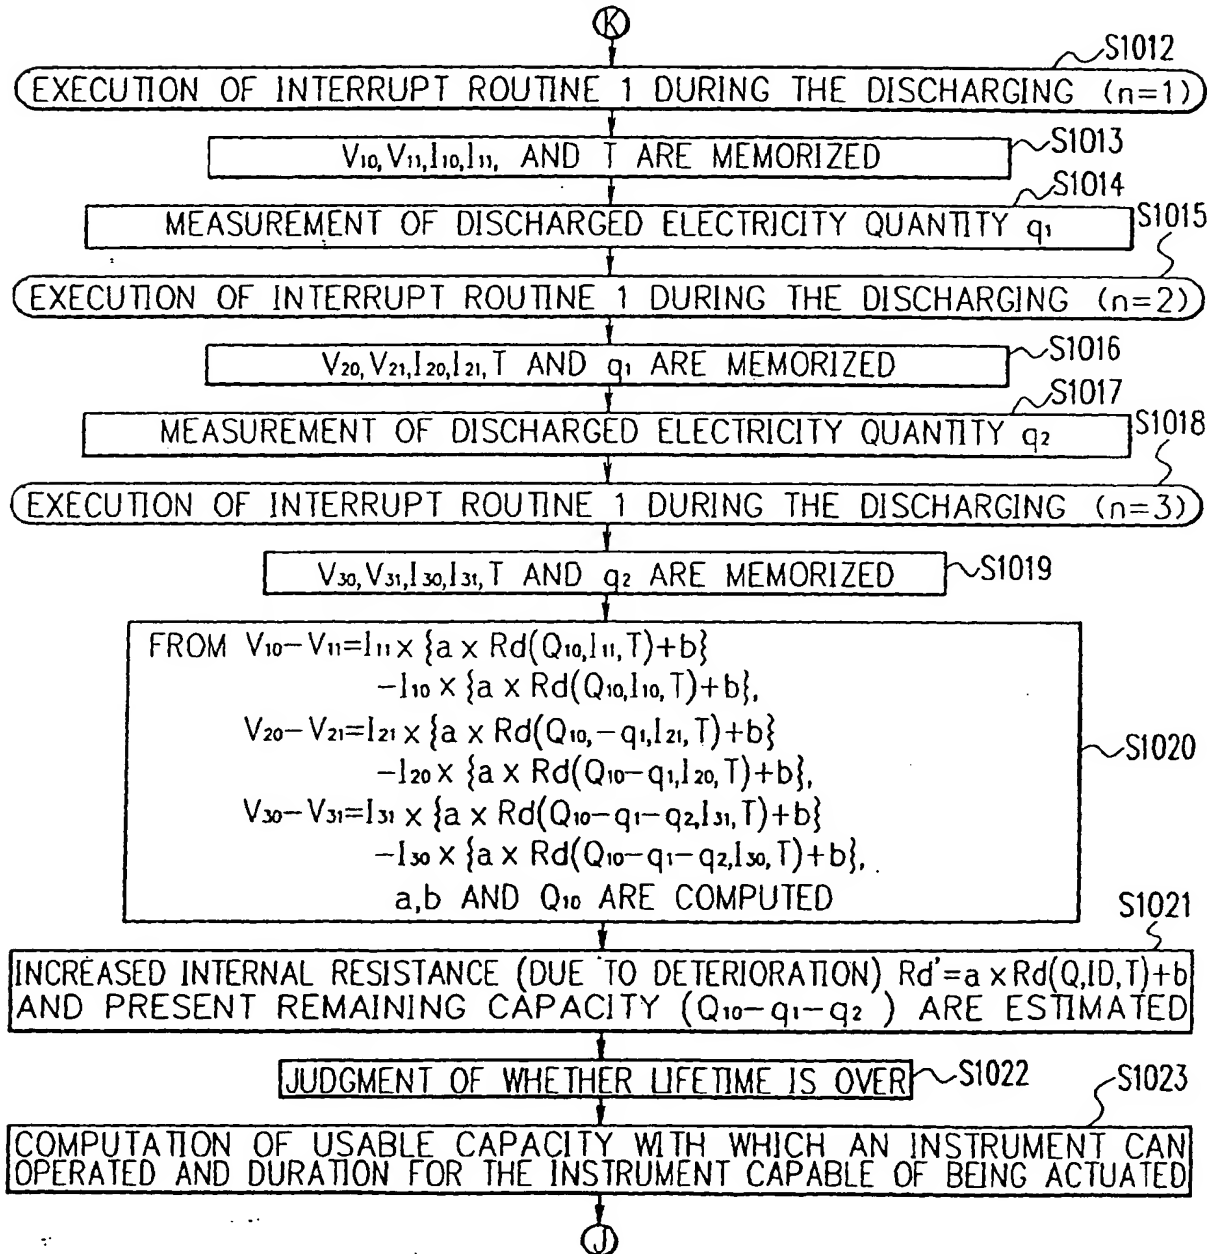 K
S1012
EXECUTION OF INTERRUPT ROUTINE 1 DURING THE DISCHARGING (n=1)
S1013
V10,V11,I10,I11, AND T ARE MEMORIZED
S1014
MEASUREMENT OF DISCHARGED ELECTRICITY QUANTITY q1
S1015
EXECUTION OF INTERRUPT ROUTINE 1 DURING THE DISCHARGING (n=2)
S1016
V20,V21,I20,I21,T AND q1 ARE MEMORIZED
S1017
MEASUREMENT OF DISCHARGED ELECTRICITY QUANTITY q2
S1018
EXECUTION OF INTERRUPT ROUTINE 1 DURING THE DISCHARGING (n=3)
V30,V31,I30,I31,T AND q2 ARE MEMORIZED
S1019
FROM V10-V11=I11×{a×Rd(Q10,I11,T)+b}
-I10×{a×Rd(Q10,I10,T)+b},
V20-V21=I21×{a×Rd(Q10,-q1,I21,T)+b}
-I20×{a×Rd(Q10-q1,I20,T)+b},
V30-V31=I31×{a×Rd(Q10-q1-q2,I31,T)+b}
-I30×{a×Rd(Q10-q1-q2,I30,T)+b},
a,b AND Q10 ARE COMPUTED
S1020
S1021
INCREASED INTERNAL RESISTANCE (DUE TO DETERIORATION) Rd'=a×Rd(Q,ID,T)+b
AND PRESENT REMAINING CAPACITY (Q10-q1-q2 ) ARE ESTIMATED
JUDGMENT OF WHETHER LIFETIME IS OVER
S1022
S1023
COMPUTATION OF USABLE CAPACITY WITH WHICH AN INSTRUMENT CAN
OPERATED AND DURATION FOR THE INSTRUMENT CAPABLE OF BEING ACTUATED
J